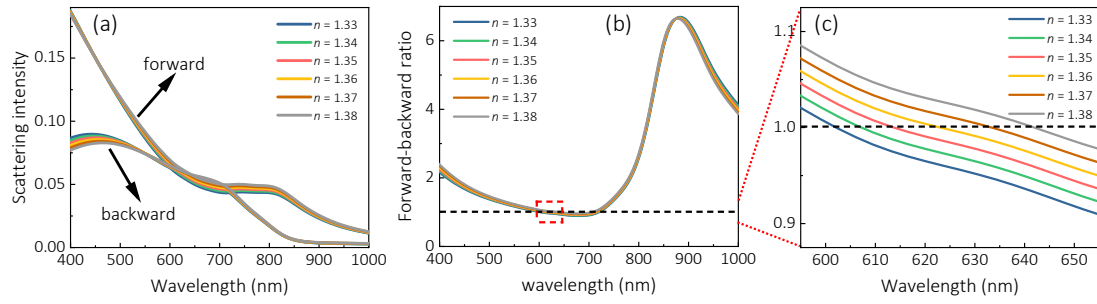 (a)
n = 1.33
n = 1.34
n = 1.35
n = 1.36
n = 1.37
n = 1.38
forward
backward
Scattering intensity
0.15
0.10
0.05
0.00
400 500 600 700 800 900 1000
Wavelength (nm)
(b)
n = 1.33
n = 1.34
n = 1.35
n = 1.36
n = 1.37
n = 1.38
Forward-backward ratio
6
4
2
0
400 500 600 700 800 900 1000
wavelength (nm)
(c)
n = 1.33
n = 1.34
n = 1.35
n = 1.36
n = 1.37
n = 1.38
1.1
1.0
0.9
600 610 620 630 640 650
Wavelength (nm)